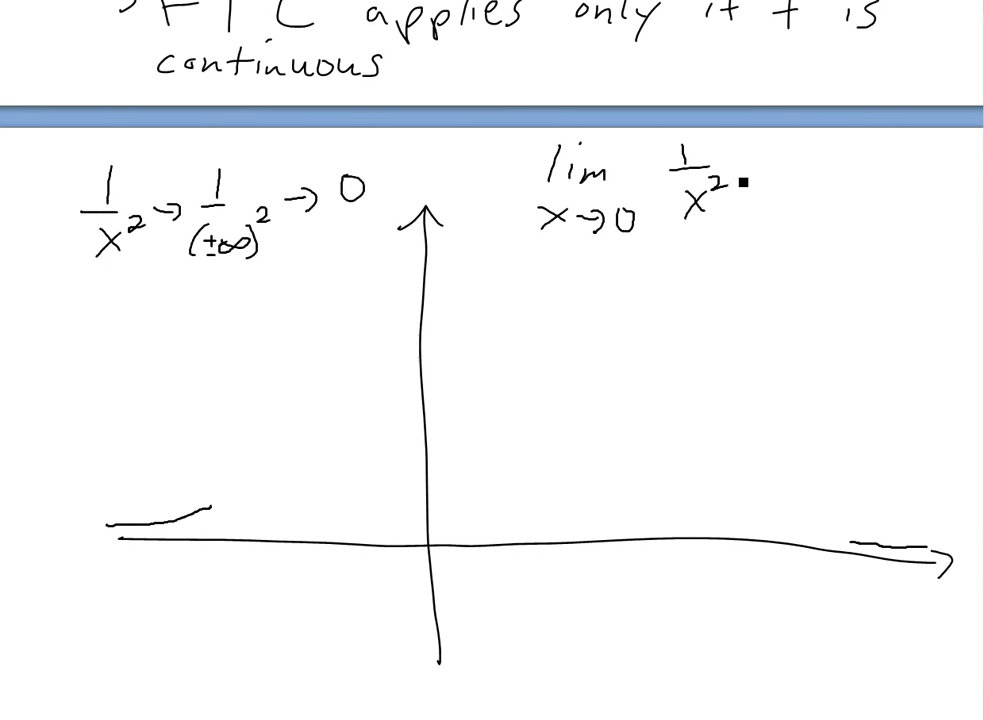 > FTC applies only if f is
continuous
1/x² → 1/(±∞)² → 0
lim x→0 1/x²